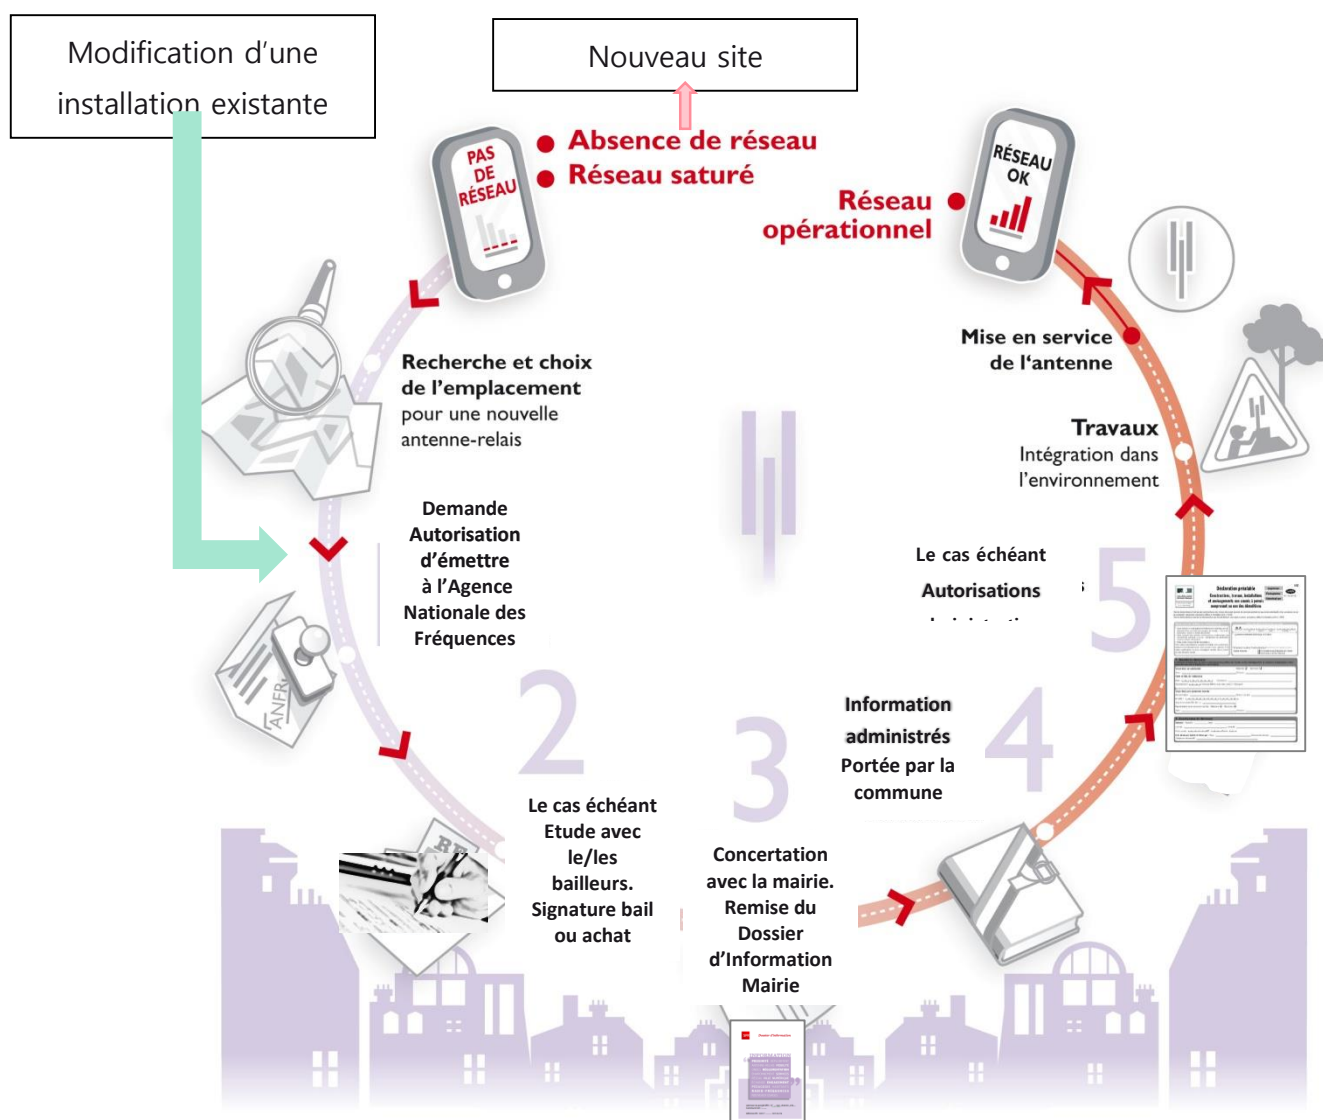 Modification d’une
installation existante
Nouveau site
Absence de réseau
Réseau saturé
PAS
DE
RÉSEAU
RÉSEAU
OK
Réseau
opérationnel
Recherche et choix
de l’emplacement
pour une nouvelle
antenne-relais
Demande
Autorisation
d’émettre
à l’Agence
Nationale des
Fréquences
ANFR
2
Le cas échéant
Etude avec
le/les
bailleurs.
Signature bail
ou achat
3
Concertation
avec la mairie.
Remise du
Dossier
d’Information
Mairie
4
Information
administrés
Portée par la
commune
5
Le cas échéant
Autorisations
Déclaration préalable
Travaux
Intégration dans
l’environnement
Mise en service
de l‘antenne